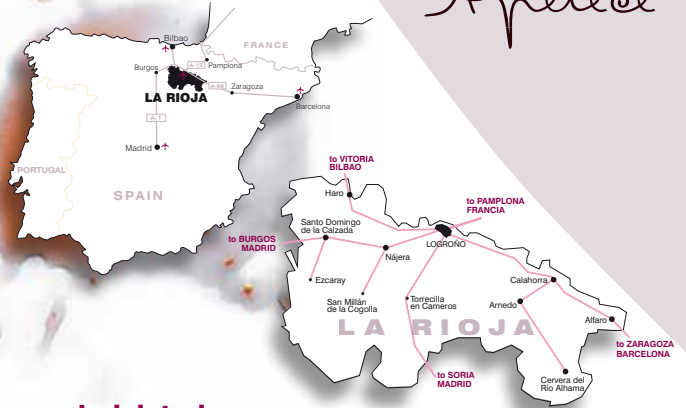 Bilbao
FRANCE
Burgos
A-12
Pamplona
A-68
Zaragoza
LA RIOJA
Barcelona
A-1
Madrid
PORTUGAL
SPAIN
to VITORIA
BILBAO
Haro
to PAMPLONA
FRANCIA
Santo Domingo
de la Calzada
to BURGOS
MADRID
LOGROÑO
Nájera
Ezcaray
Calahorra
San Millán
de la Cogolla
Torrecilla
en Cameros
Arnedo
Alfaro
LA RIOJA
to ZARAGOZA
BARCELONA
to SORIA
MADRID
Cervera del
Río Alhama